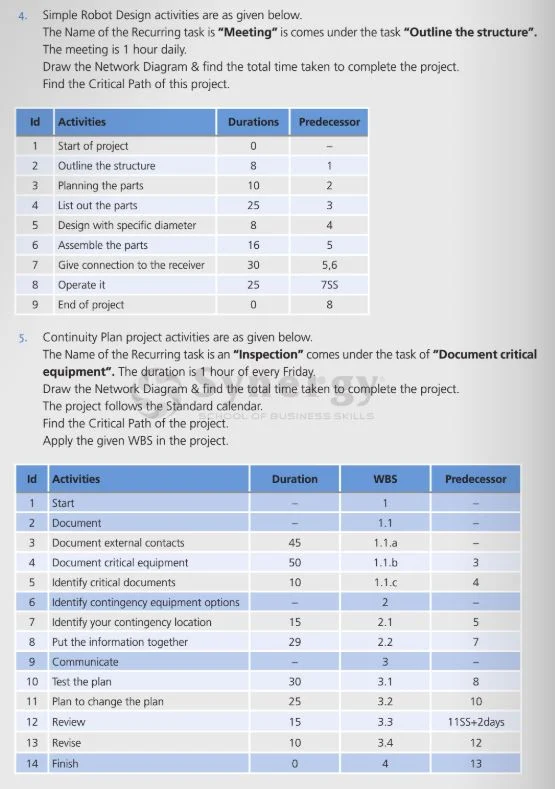 4. Simple Robot Design activities are as given below.
The Name of the Recurring task is “Meeting” is comes under the task “Outline the structure”.
The meeting is 1 hour daily.
Draw the Network Diagram & find the total time taken to complete the project.
Find the Critical Path of this project.
Id Activities Durations Predecessor
1 Start of project 0 –
2 Outline the structure 8 1
3 Planning the parts 10 2
4 List out the parts 25 3
5 Design with specific diameter 8 4
6 Assemble the parts 16 5
7 Give connection to the receiver 30 5,6
8 Operate it 25 7SS
9 End of project 0 8
5. Continuity Plan project activities are as given below.
The Name of the Recurring task is an “Inspection” comes under the task of “Document critical
equipment”. The duration is 1 hour of every Friday.
Draw the Network Diagram & find the total time taken to complete the project.
The project follows the Standard calendar.
Find the Critical Path of the project.
Apply the given WBS in the project.
Synergy
SCHOOL OF BUSINESS SKILLS
Id Activities Duration WBS Predecessor
1 Start – 1 –
2 Document – 1.1 –
3 Document external contacts 45 1.1.a –
4 Document critical equipment 50 1.1.b 3
5 Identify critical documents 10 1.1.c 4
6 Identify contingency equipment options – 2 –
7 Identify your contingency location 15 2.1 5
8 Put the information together 29 2.2 7
9 Communicate – 3 –
10 Test the plan 30 3.1 8
11 Plan to change the plan 25 3.2 10
12 Review 15 3.3 11SS+2days
13 Revise 10 3.4 12
14 Finish 0 4 13